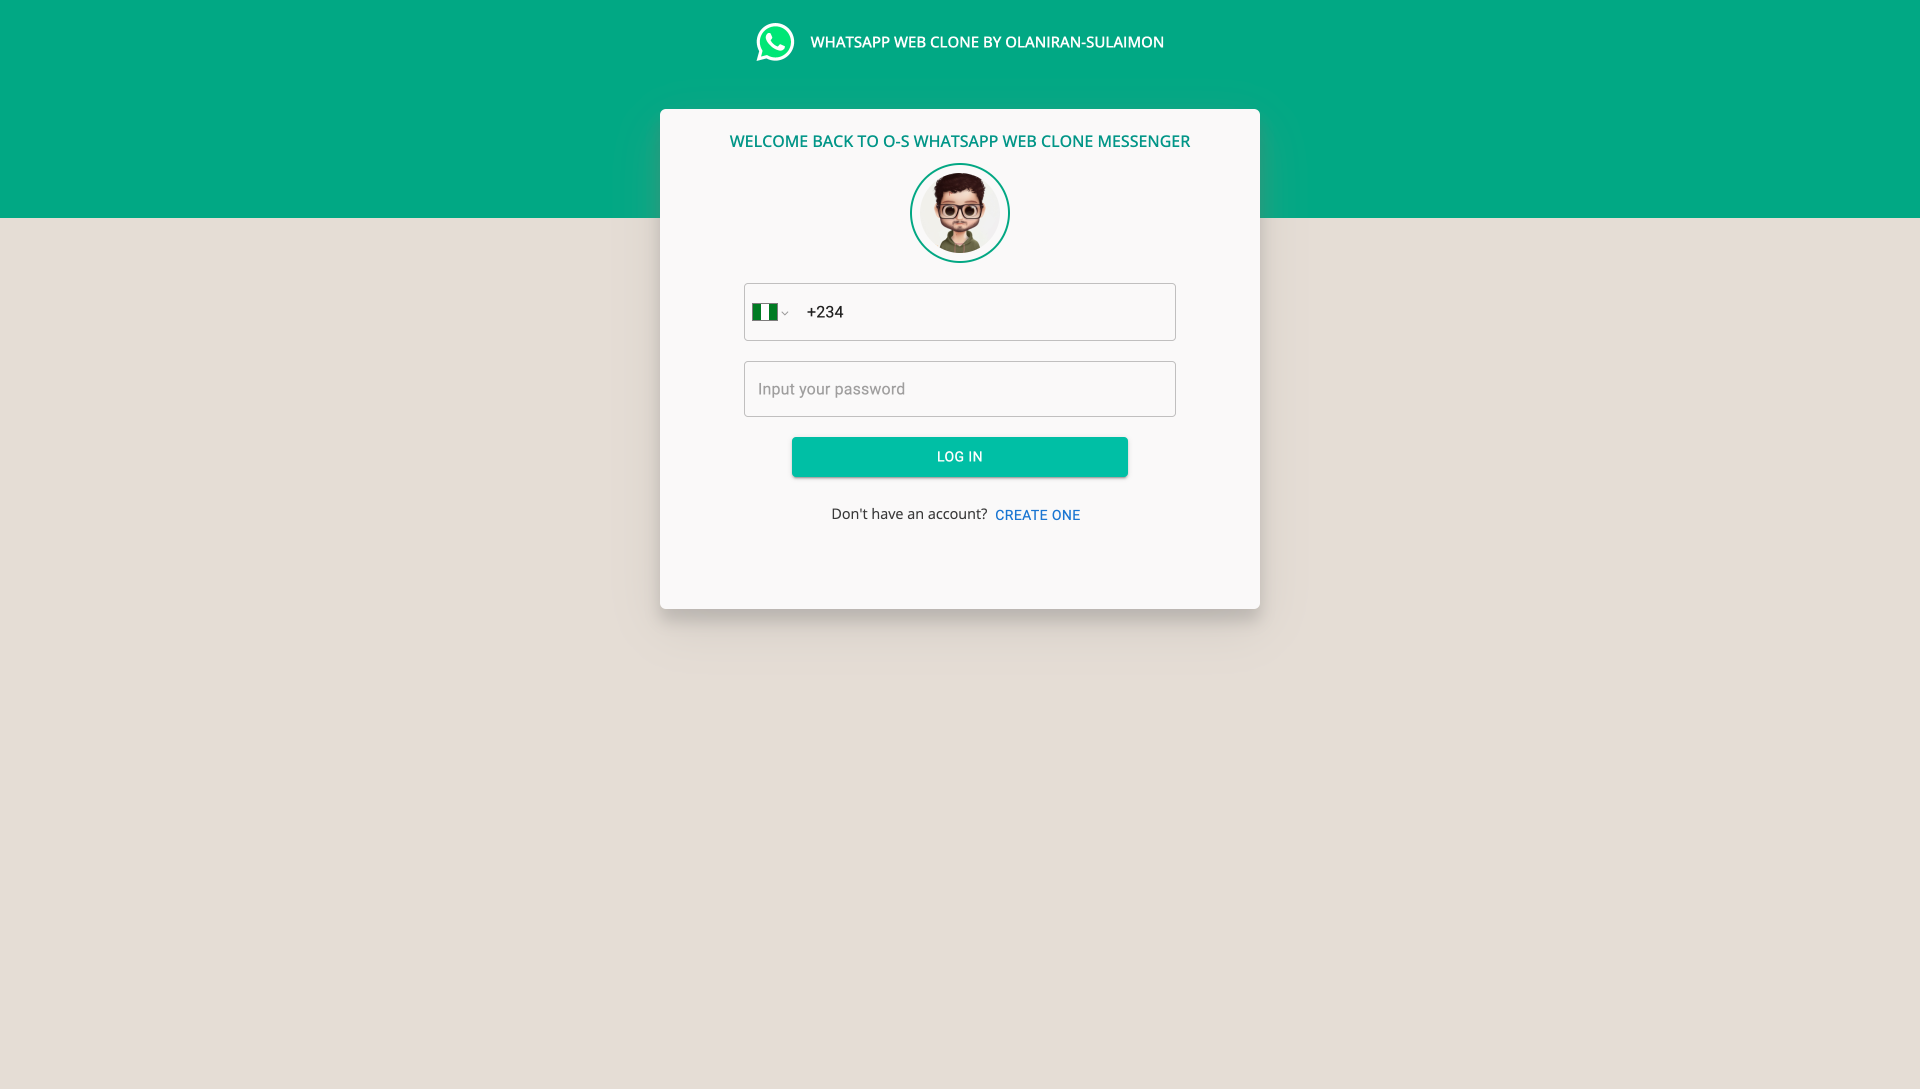 WHATSAPP WEB CLONE BY OLANIRAN-SULAIMON
WELCOME BACK TO O-S WHATSAPP WEB CLONE MESSENGER
+234
Input your password
LOG IN
Don't have an account? CREATE ONE